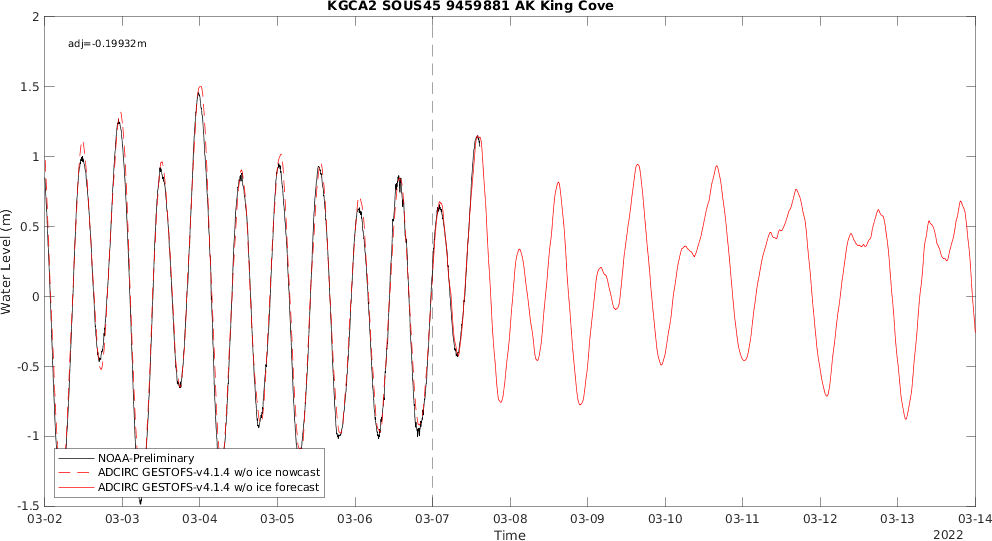 KGCA2 SOUS45 9459881 AK King Cove
adj=-0.19932m
Water Level (m)
2
1.5
1
0.5
0
-0.5
-1
-1.5
NOAA-Preliminary
ADCIRC GESTOFS-v4.1.4 w/o ice nowcast
ADCIRC GESTOFS-v4.1.4 w/o ice forecast
03-02 03-03 03-04 03-05 03-06 03-07 03-08 03-09 03-10 03-11 03-12 03-13 03-14
Time
2022